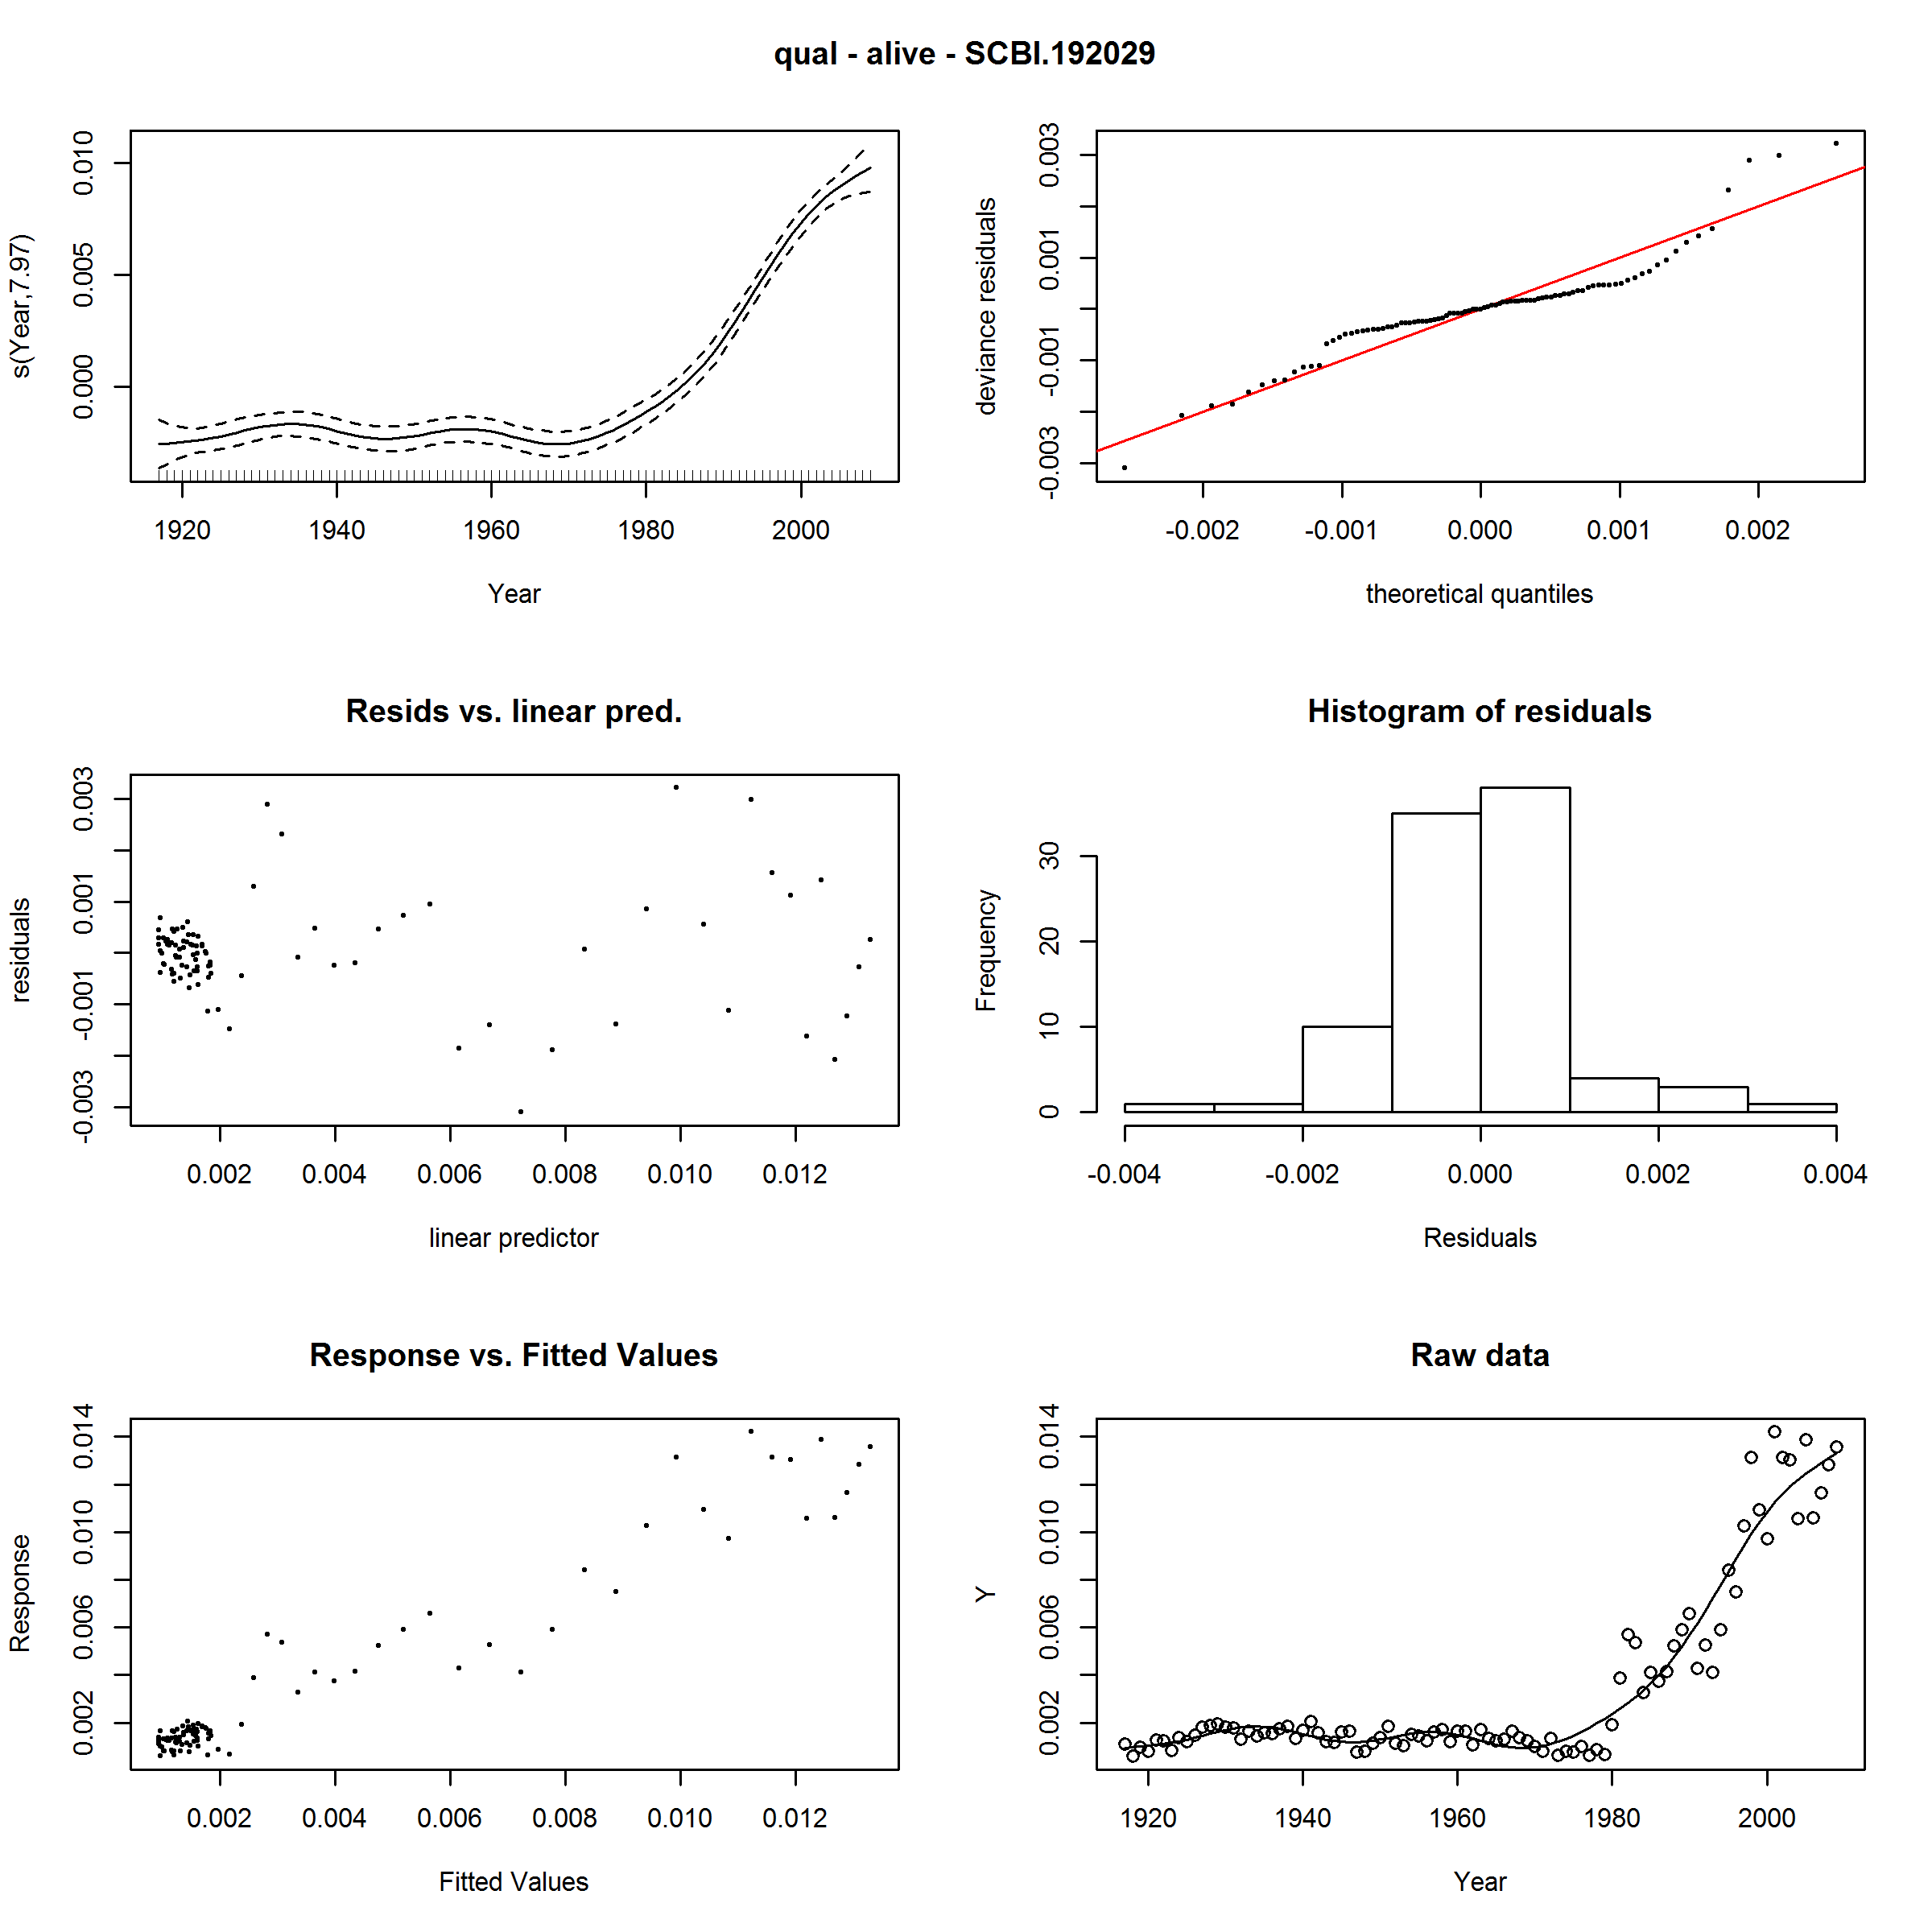 qual - alive - SCBI.192029
s(Year,7.97)
0.000 0.005 0.010
1920 1940 1960 1980 2000
Year
deviance residuals
-0.003 -0.001 0.001 0.003
-0.002 -0.001 0.000 0.001 0.002
theoretical quantiles
Resids vs. linear pred.
residuals
-0.003 -0.001 0.001 0.003
0.002 0.004 0.006 0.008 0.010 0.012
linear predictor
Histogram of residuals
Frequency
0 10 20 30
-0.004 -0.002 0.000 0.002 0.004
Residuals
Response vs. Fitted Values
Response
0.002 0.006 0.010 0.014
0.002 0.004 0.006 0.008 0.010 0.012
Fitted Values
Raw data
Y
0.002 0.006 0.010 0.014
1920 1940 1960 1980 2000
Year